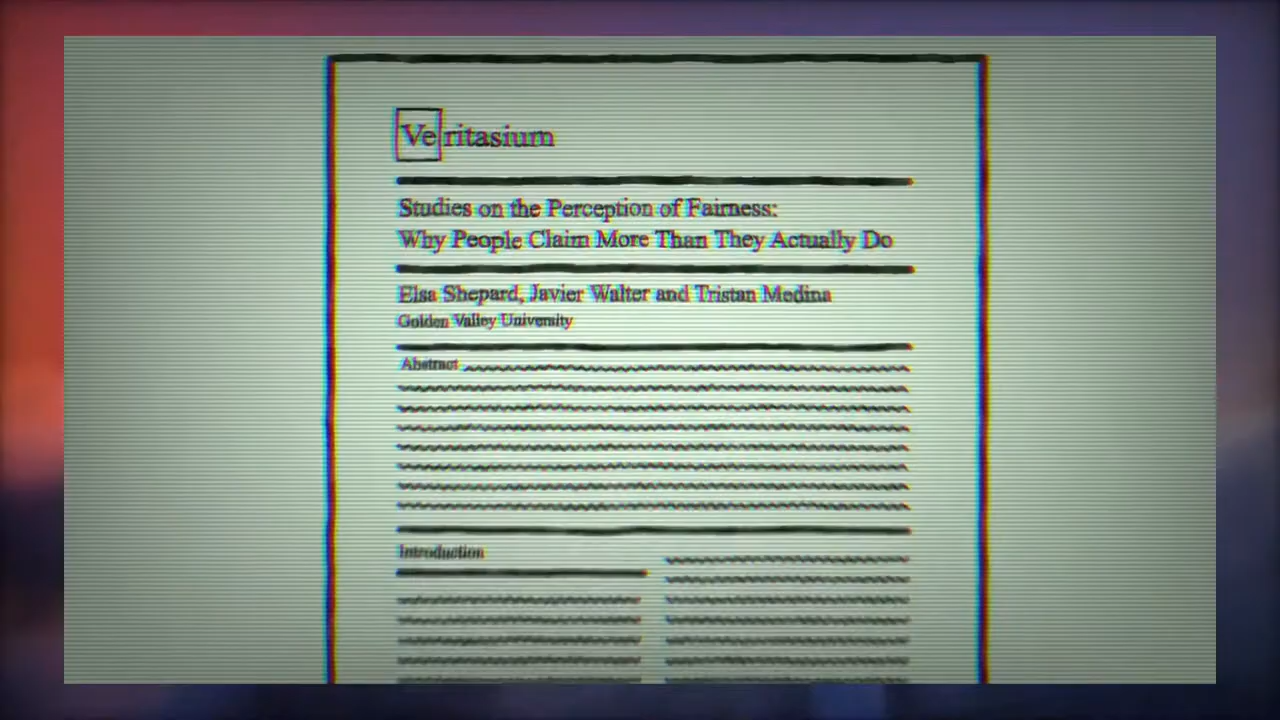 Veritasium
Studies on the Perception of Fairness:
Why People Claim More Than They Actually Do
Elsa Shepard, Javier Walter and Tristan Medina
Golden Valley University
Abstract
Introduction